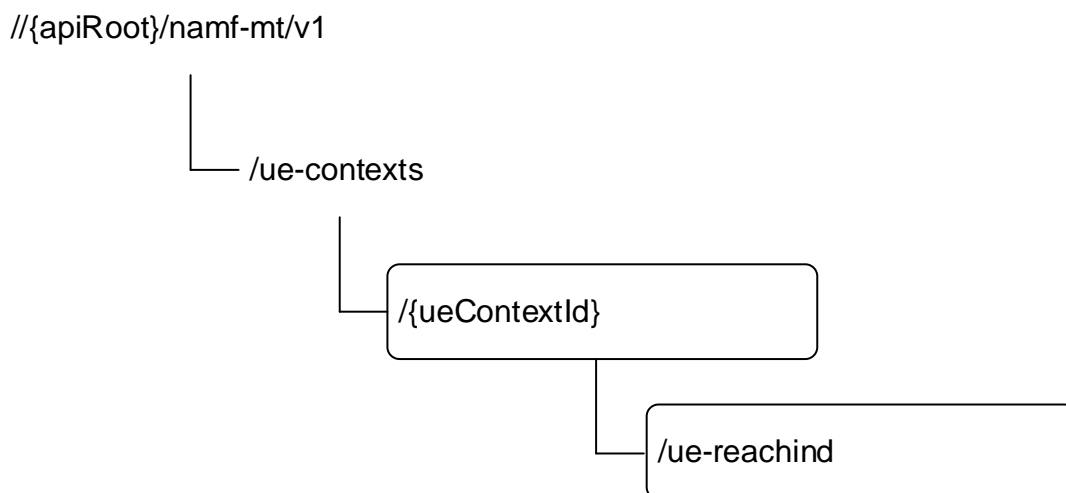 //{apiRoot}/namf-mt/v1
/ue-contexts
/{ueContextId}
/ue-reachind